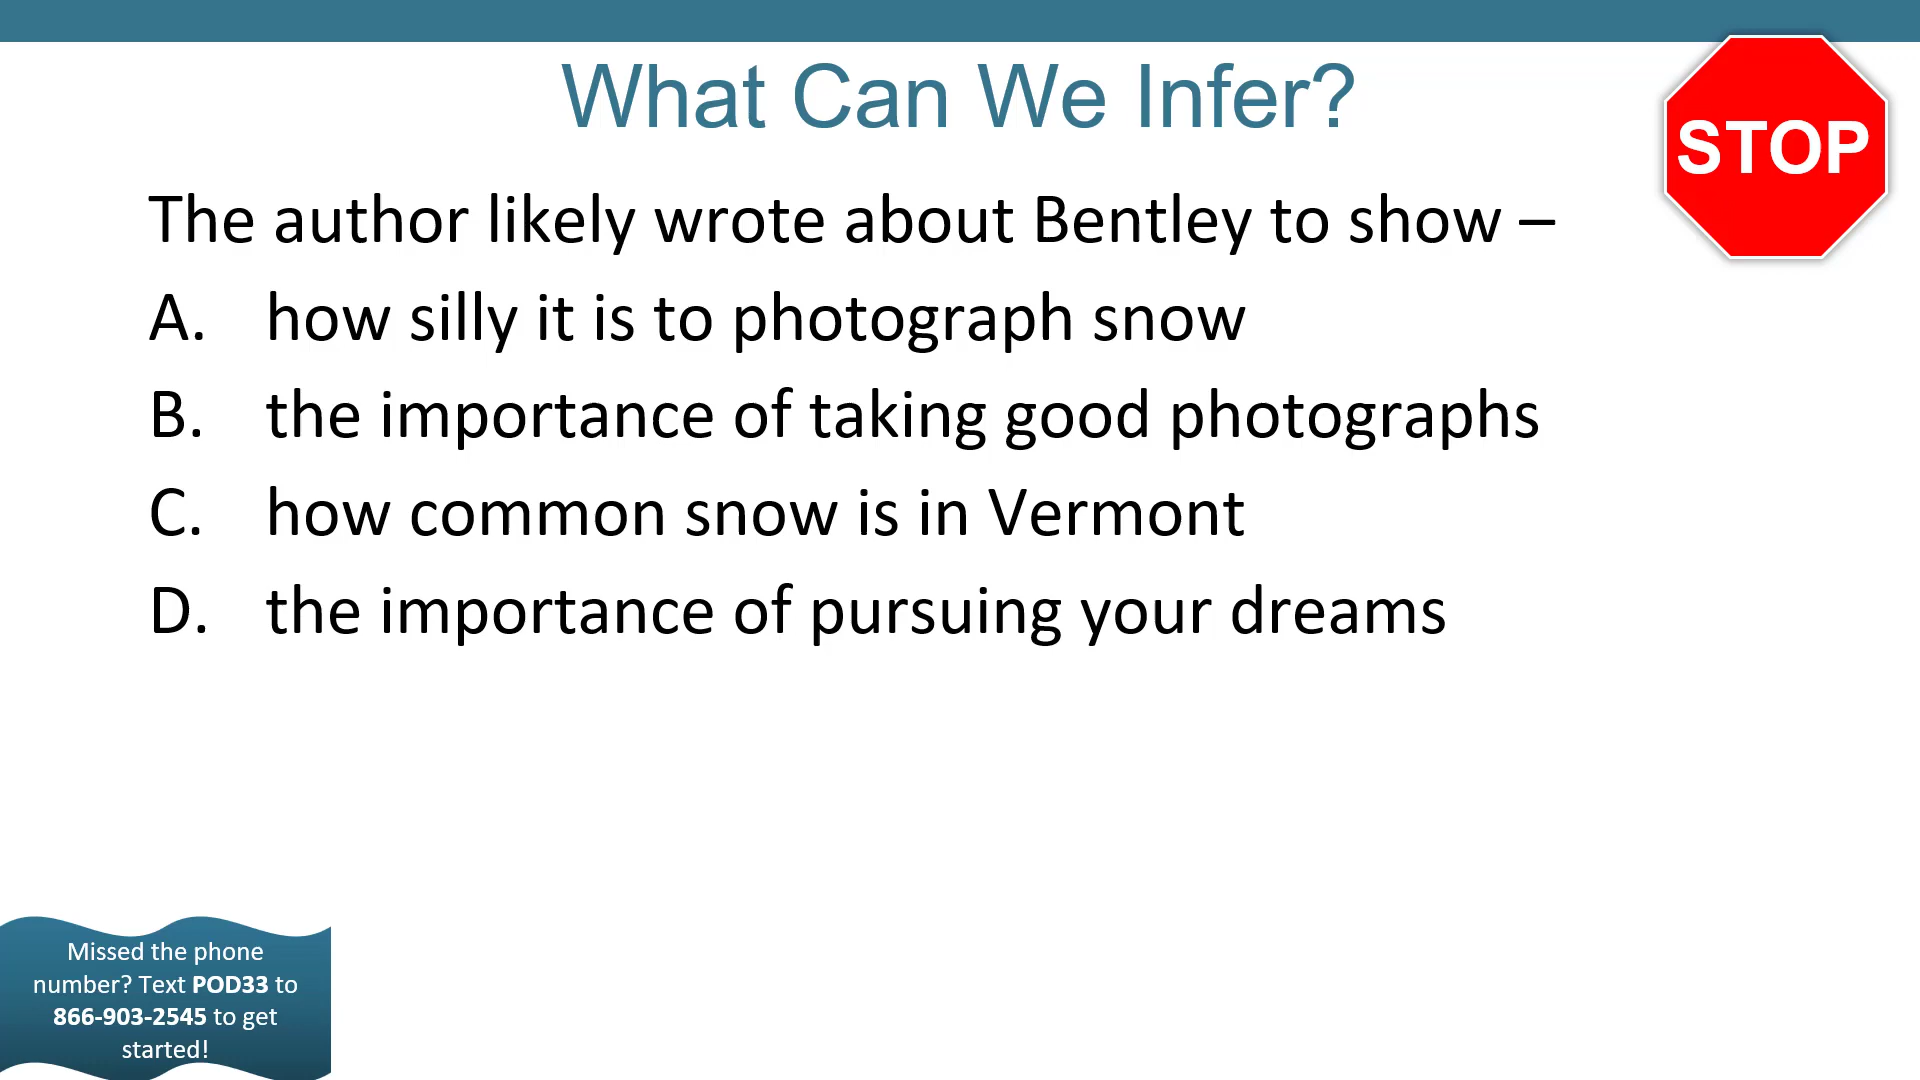 What Can We Infer?
STOP
The author likely wrote about Bentley to show –
A. how silly it is to photograph snow
B. the importance of taking good photographs
C. how common snow is in Vermont
D. the importance of pursuing your dreams
Missed the phone
number? Text POD33 to
866-903-2545 to get
started!